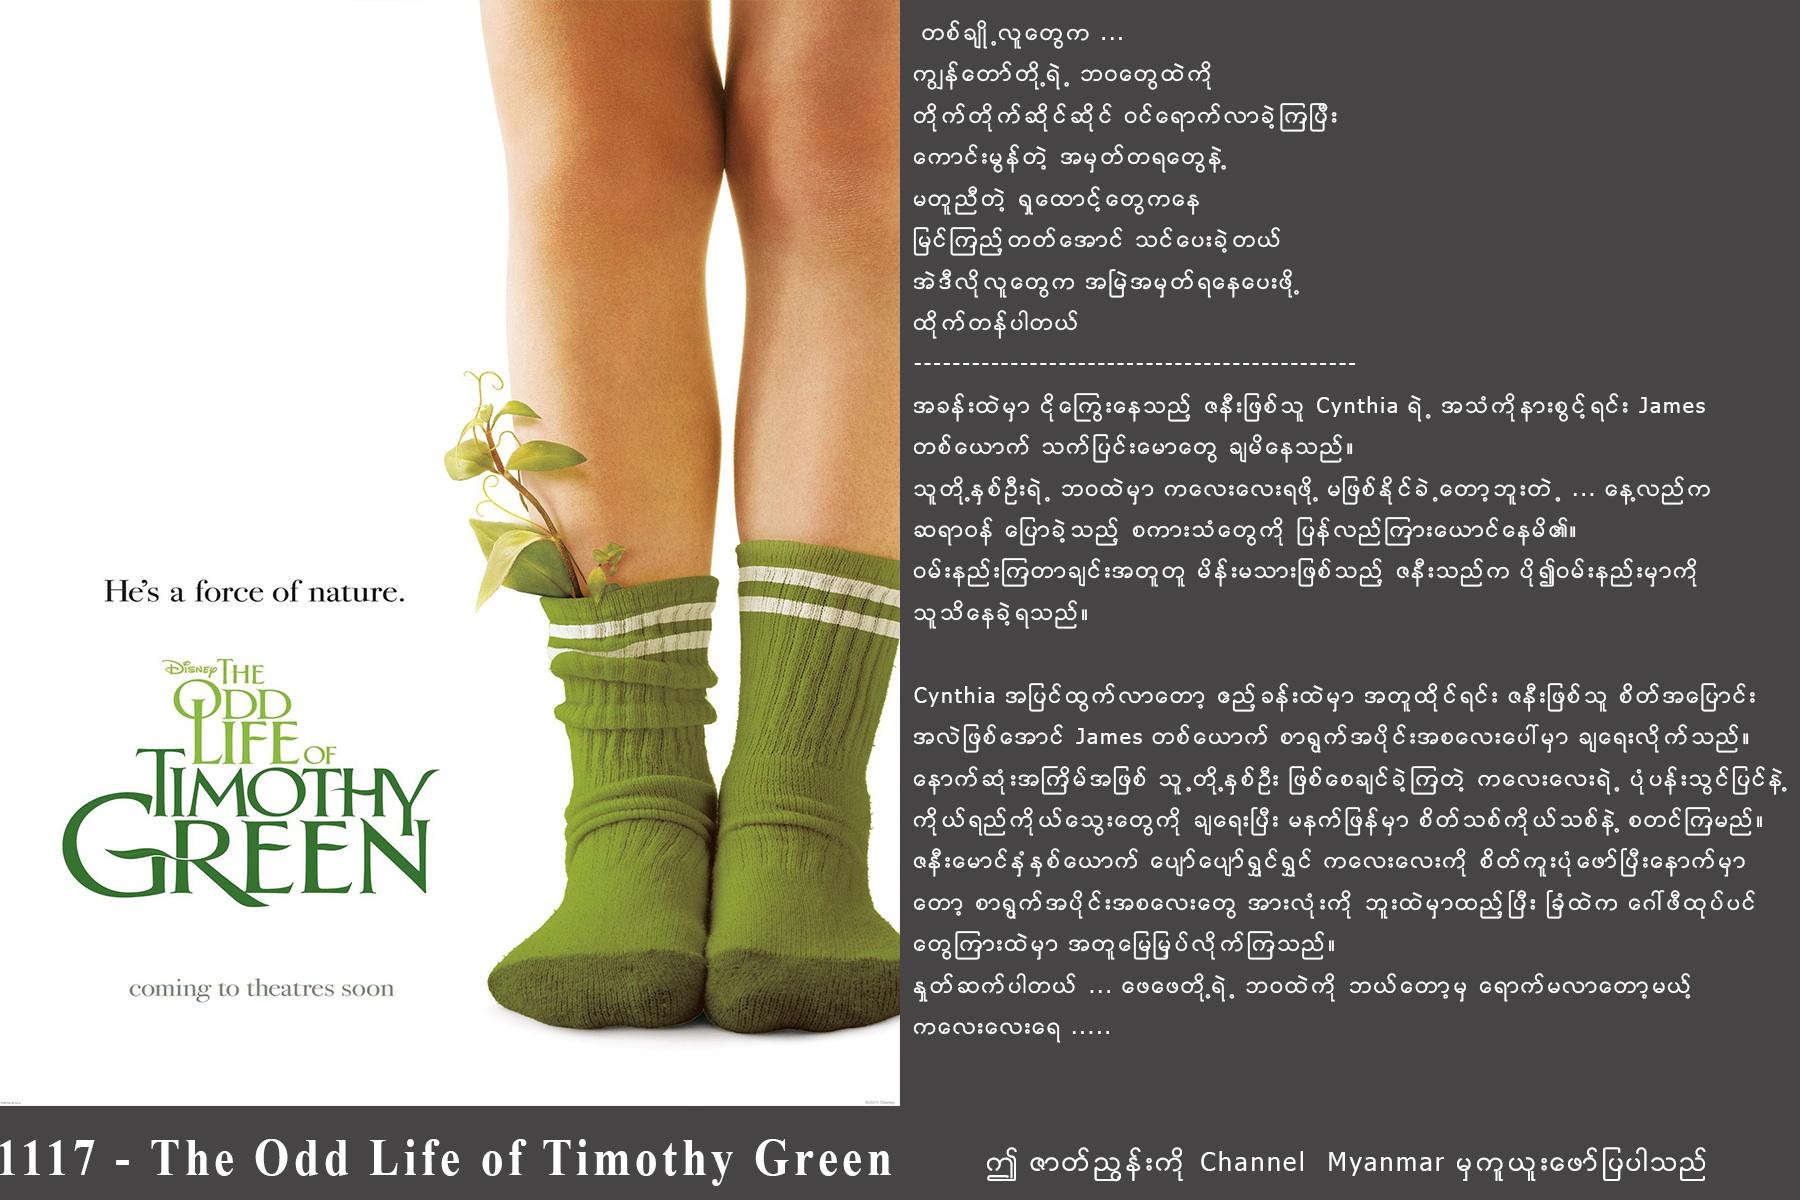 He's a force of nature.
Disney THE
ODD
LIFE OF
TIMOTHY
GREEN
coming to theatres soon
တစ်ချို့လူတွေက ...
ကျွန်တော်တို့ရဲ့ ဘဝတွေထဲကို
တိုက်တိုက်ဆိုင်ဆိုင် ဝင်ရောက်လာခဲ့ကြပြီး
ကောင်းမွန်တဲ့ အမှတ်တရတွေနဲ့
မတူညီတဲ့ ရှုထောင့်တွေကနေ
မြင်ကြည့်တတ်အောင် သင်ပေးခဲ့တယ်
အဲဒီလိုလူတွေက အမြဲအမှတ်ရနေပေးဖို့
ထိုက်တန်ပါတယ်
---------------------------------------------
အခန်းထဲမှာ ငိုကြွေးနေသည့် ဇနီးဖြစ်သူ Cynthia ရဲ့ အသံကိုနားစွင့်ရင်း James
တစ်ယောက် သက်ပြင်းမောတွေ ချမိနေသည်။
သူတို့နှစ်ဦးရဲ့ ဘဝထဲမှာ ကလေးလေးရဖို့ မဖြစ်နိုင်ခဲ့တော့ဘူးတဲ့ ... နေ့လည်က
ဆရာဝန် ပြောခဲ့သည့် စကားသံတွေကို ပြန်လည်ကြားယောင်နေမိ၏။
ဝမ်းနည်းကြတာချင်းအတူတူ မိန်းမသားဖြစ်သည့် ဇနီးသည်က ပို၍ဝမ်းနည်းမှာကို
သူသိနေခဲ့ရသည်။
Cynthia အပြင်ထွက်လာတော့ ဧည့်ခန်းထဲမှာ အတူထိုင်ရင်း ဇနီးဖြစ်သူ စိတ်အပြောင်း
အလဲဖြစ်အောင် James တစ်ယောက် စာရွက်အပိုင်းအစလေးပေါ်မှာ ချရေးလိုက်သည်။
နောက်ဆုံးအကြိမ်အဖြစ် သူ့တို့နှစ်ဦး ဖြစ်စေချင်ခဲ့ကြတဲ့ ကလေးလေးရဲ့ ပုံပန်းသွင်ပြင်နဲ့
ကိုယ်ရည်ကိုယ်သွေးတွေကို ချရေးပြီး မနက်ဖြန်မှာ စိတ်သစ်ကိုယ်သစ်နဲ့ စတင်ကြမည်။
ဇနီးမောင်နှံနှစ်ယောက် ပျော်ပျော်ရွှင်ရွှင် ကလေးလေးကို စိတ်ကူးပုံဖော်ပြီးနောက်မှာ
တော့ စာရွက်အပိုင်းအစလေးတွေ အားလုံးကို ဘူးထဲမှာထည့်ပြီး ခြံထဲက ဂေါ်ဖီထုပ်ပင်
တွေကြားထဲမှာ အတူမြေမြှပ်လိုက်ကြသည်။
နှုတ်ဆက်ပါတယ် ... ဖေဖေတို့ရဲ့ ဘဝထဲကို ဘယ်တော့မှ ရောက်မလာတော့မယ့်
ကလေးလေးရေ .....
1117 - The Odd Life of Timothy Green
ဤ ဇာတ်ညွှန်းကို Channel Myanmar မှကူယူးဖော်ပြပါသည်